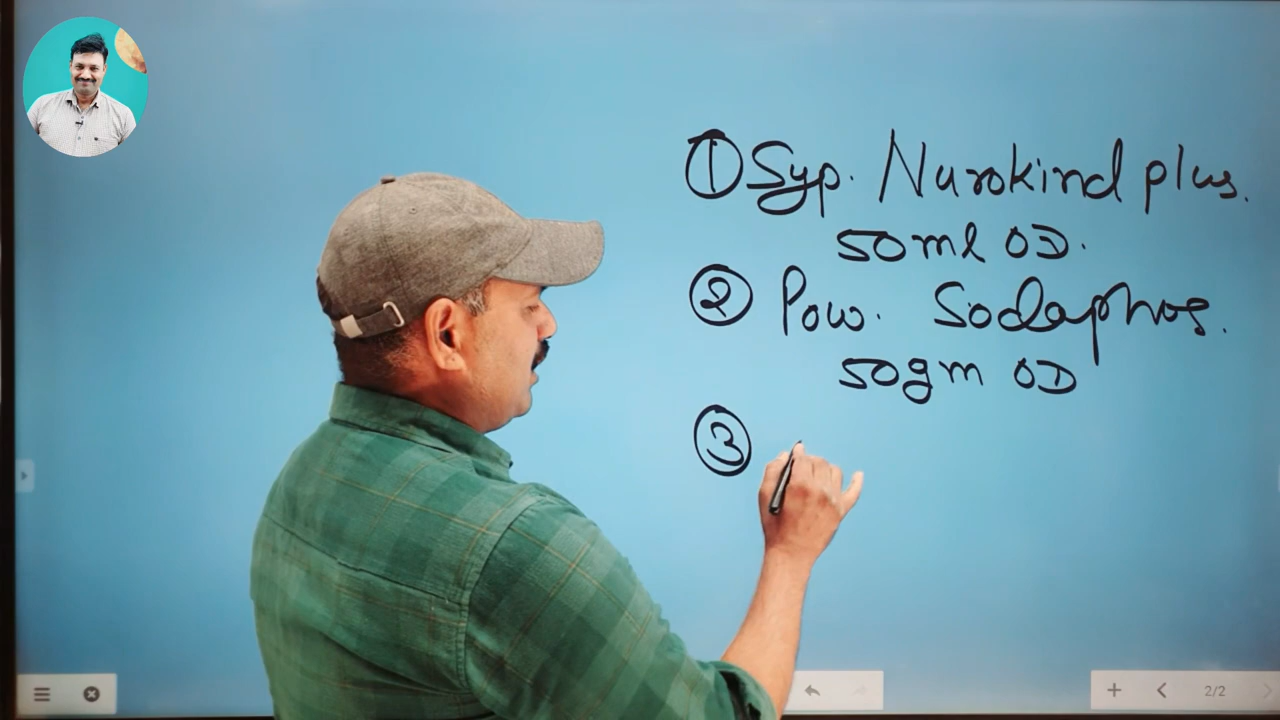 ① Syp. Nurokind plus.
50ml OD.
② Pow. Sodaphos.
50gm OD
③
2/2